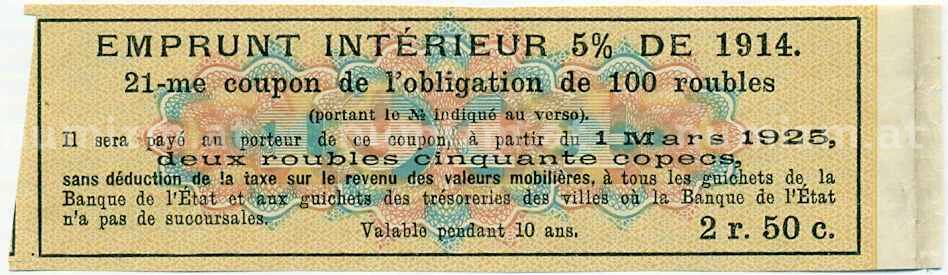 EMPRUNT INTÉRIEUR 5% DE 1914.
21-me coupon de l'obligation de 100 roubles
(portant le № indiqué au verso).
Il sera payé au porteur de ce coupon, à partir du 1 Mars 1925,
deux roubles cinquante copecs,
sans déduction de la taxe sur le revenu des valeurs mobilières, à tous les guichets de la
Banque de l'État et aux guichets des trésoreries des villes où la Banque de l'État
n'a pas de succursales.
Valable pendant 10 ans.
2 r. 50 c.